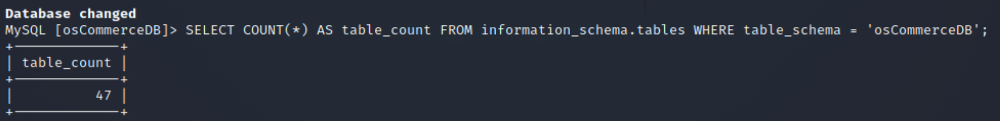 Database changed
MySQL [osCommerceDB]> SELECT COUNT(*) AS table_count FROM information_schema.tables WHERE table_schema = 'osCommerceDB';
+-------------+
| table_count |
+-------------+
|          47 |
+-------------+